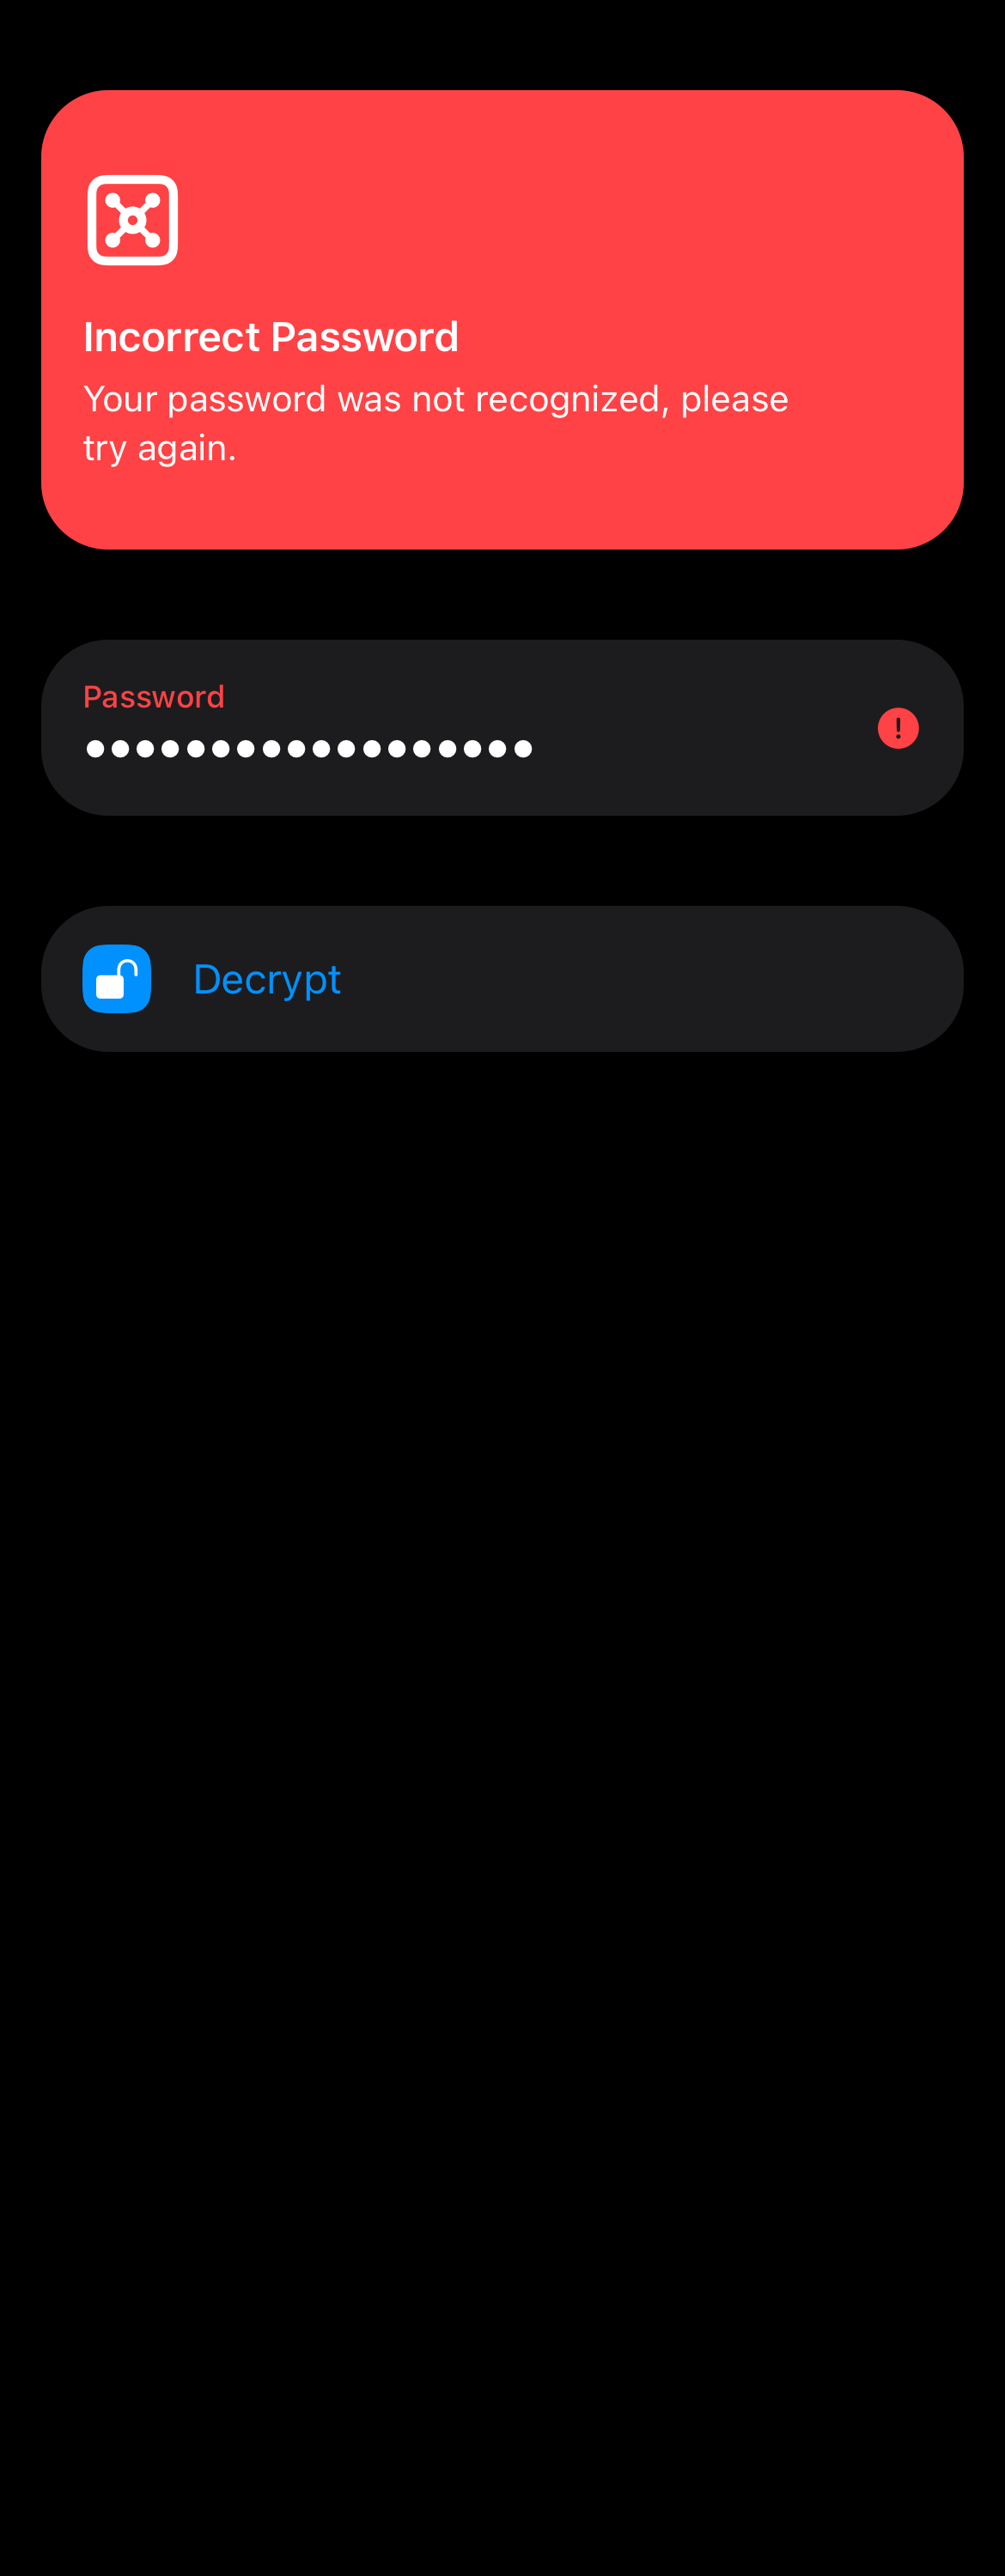 Incorrect Password
Your password was not recognized, please
try again.
Password
••••••••••••••••••
Decrypt